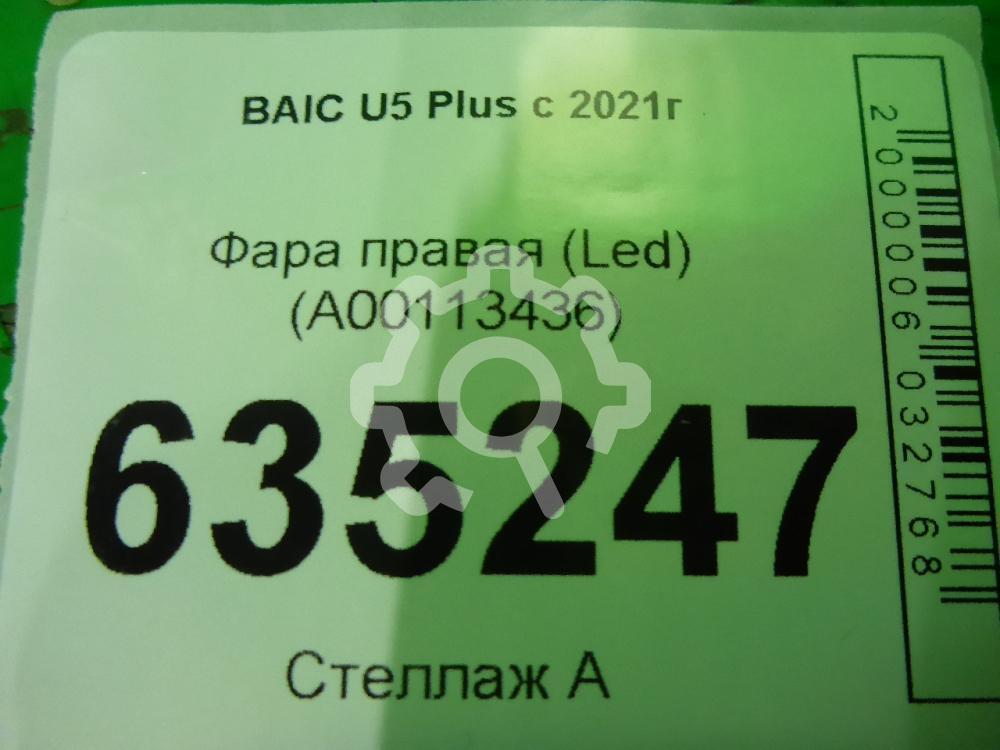 BAIC U5 Plus с 2021г
Фара правая (Led)
(A00113436)
635247
Стеллаж А
2000006032768